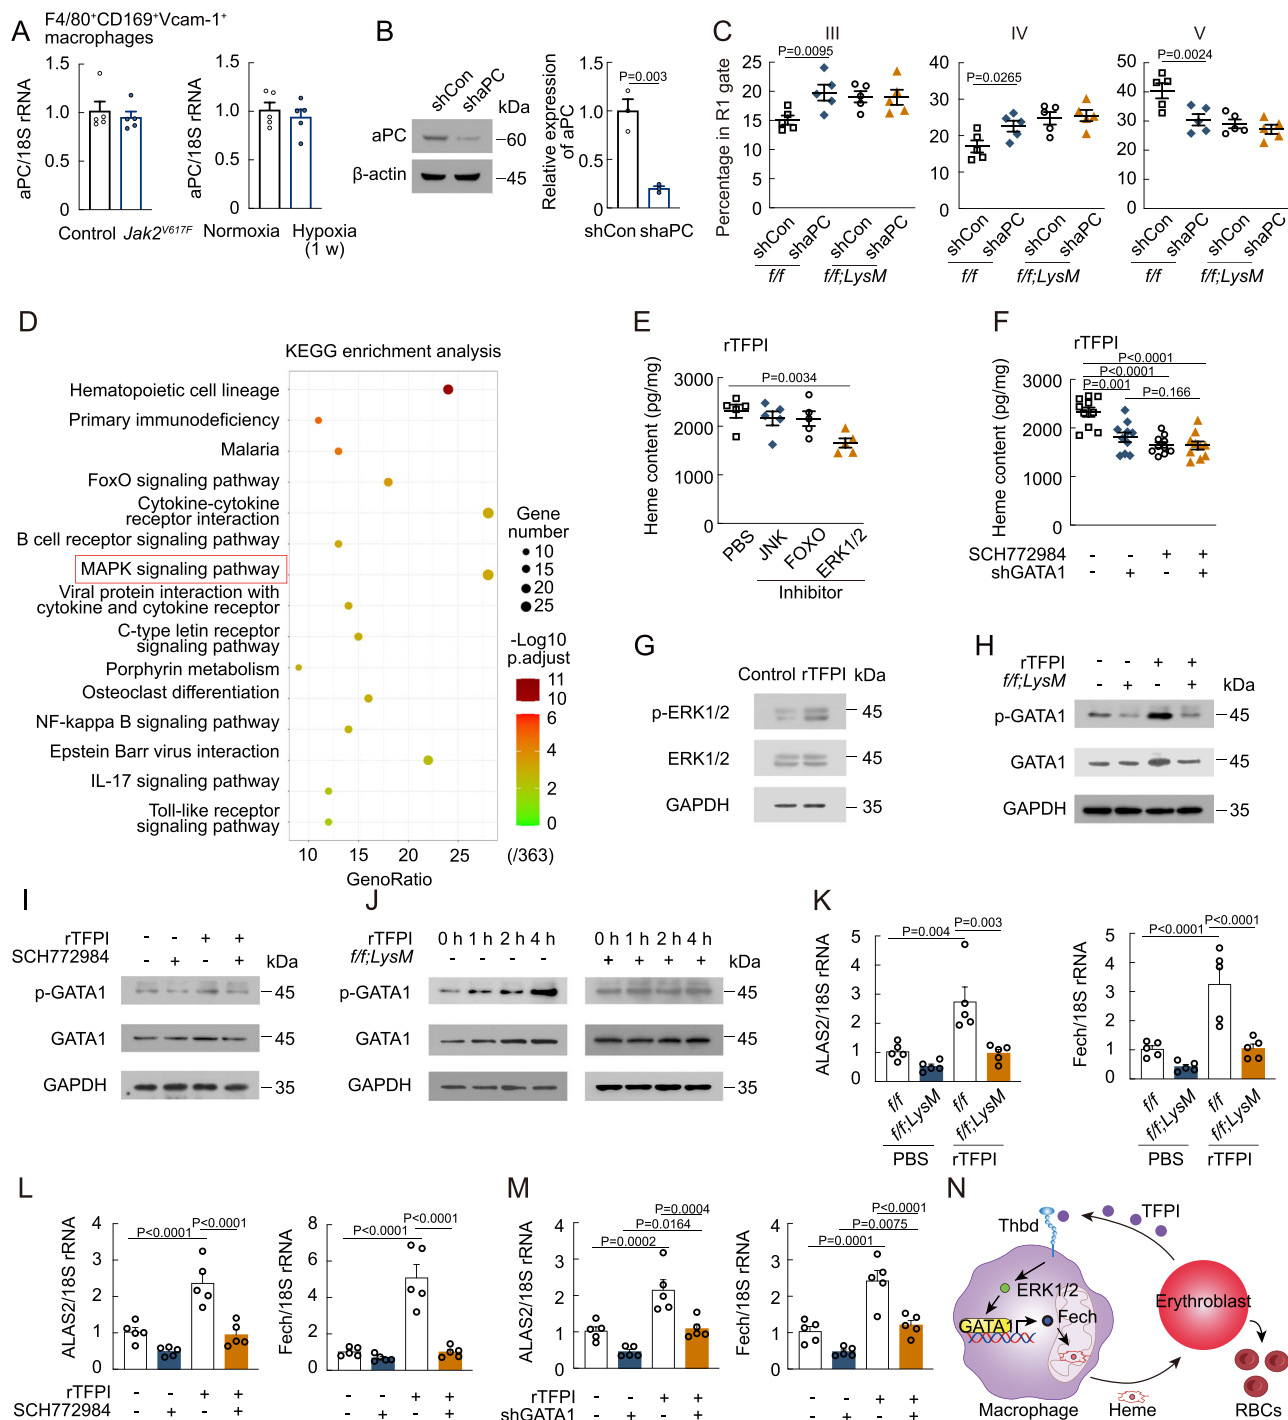 A
F4/80⁺CD169⁺Vcam-1⁺
macrophages
aPC/18S rRNA
1.5
1.0
0.5
0
Control Jak2V617F
aPC/18S rRNA
1.5
1.0
0.5
0
Normoxia Hypoxia
(1 w)
B
shCon shaPC kDa
aPC 60
β-actin 45
Relative expression
of aPC
P=0.003
1.5
1.0
0.5
0
shCon shaPC
C
Percentage in R1 gate
III
P=0.0095
25
20
15
10
5
0
shCon shaPC shCon shaPC
f/f f/f;LysM
IV
P=0.0265
40
30
20
10
0
shCon shaPC shCon shaPC
f/f f/f;LysM
V
P=0.0024
50
40
30
20
10
0
shCon shaPC shCon shaPC
f/f f/f;LysM
D
KEGG enrichment analysis
Hematopoietic cell lineage
Primary immunodeficiency
Malaria
FoxO signaling pathway
Cytokine-cytokine
receptor interaction
B cell receptor signaling pathway
MAPK signaling pathway
Viral protein interaction with
cytokine and cytokine receptor
C-type letin receptor
signaling pathway
Porphyrin metabolism
Osteoclast differentiation
NF-kappa B signaling pathway
Epstein Barr virus interaction
IL-17 signaling pathway
Toll-like receptor
signaling pathway
10 15 20 25 (/363)
GenoRatio
Gene
number
10
15
20
25
-Log10
p.adjust
11
10
6
4
2
0
E
rTFPI
Heme content (pg/mg)
P=0.0034
3000
2000
1000
0
PBS JNK FOXO ERK1/2
Inhibitor
F
rTFPI
Heme content (pg/mg)
P<0.0001
P<0.0001
P=0.001 P=0.166
3000
2000
1000
0
SCH772984 - - + +
shGATA1 - + - +
G
Control rTFPI kDa
p-ERK1/2 45
ERK1/2 45
GAPDH 35
H
rTFPI - - + +
f/f;LysM - + - + kDa
p-GATA1 45
GATA1 45
GAPDH 35
I
rTFPI - - + +
SCH772984 - + - + kDa
p-GATA1 45
GATA1 45
GAPDH 35
J
rTFPI 0 h 1 h 2 h 4 h 0 h 1 h 2 h 4 h
f/f;LysM - - - - + + + + kDa
p-GATA1 45
GATA1 45
GAPDH 35
K
ALAS2/18S rRNA
P=0.004 P=0.003
5
4
3
2
1
0
f/f f/f;LysM f/f f/f;LysM
PBS rTFPI
Fech/18S rRNA
P<0.0001 P<0.0001
5
4
3
2
1
0
f/f f/f;LysM f/f f/f;LysM
PBS rTFPI
L
ALAS2/18S rRNA
P<0.0001 P<0.0001
4
3
2
1
0
Fech/18S rRNA
P<0.0001 P<0.0001
8
6
4
2
0
rTFPI - - + + - - + +
SCH772984 - + - + - + - +
M
ALAS2/18S rRNA
P=0.0004
P=0.0164
P=0.0002
4
3
2
1
0
Fech/18S rRNA
P<0.0001
P=0.0075
P=0.0001
4
3
2
1
0
rTFPI - - + + - - + +
shGATA1 - + - + - + - +
N
TFPI
Thbd
ERK1/2
GATA1
Fech
Erythroblast
Macrophage
Heme
RBCs